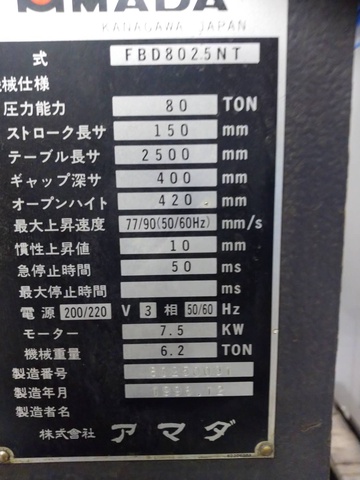 AMADA
KANAGAWA JAPAN
式 FBD8025NT
機械仕様
圧力能力 80 TON
ストローク長サ 150 mm
テーブル長サ 2500 mm
ギャップ深サ 400 mm
オープンハイト 420 mm
最大上昇速度 77/90(50/60Hz) mm/s
慣性上昇値 10 mm
急停止時間 50 ms
最大停止時間 ms
電源 200/220 V 3 相 50/60 Hz
モーター 7.5 KW
機械重量 6.2 TON
製造番号
製造年月
製造者名
株式会社 アマダ